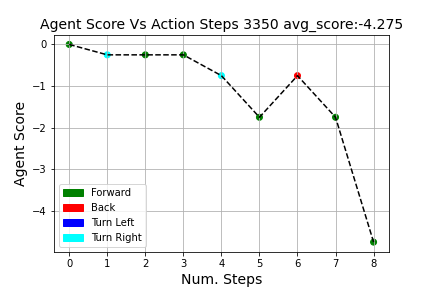 Agent Score Vs Action Steps 3350 avg_score:-4.275
0
−1
−2
−3
−4
Agent Score
Forward
Back
Turn Left
Turn Right
0 1 2 3 4 5 6 7 8
Num. Steps